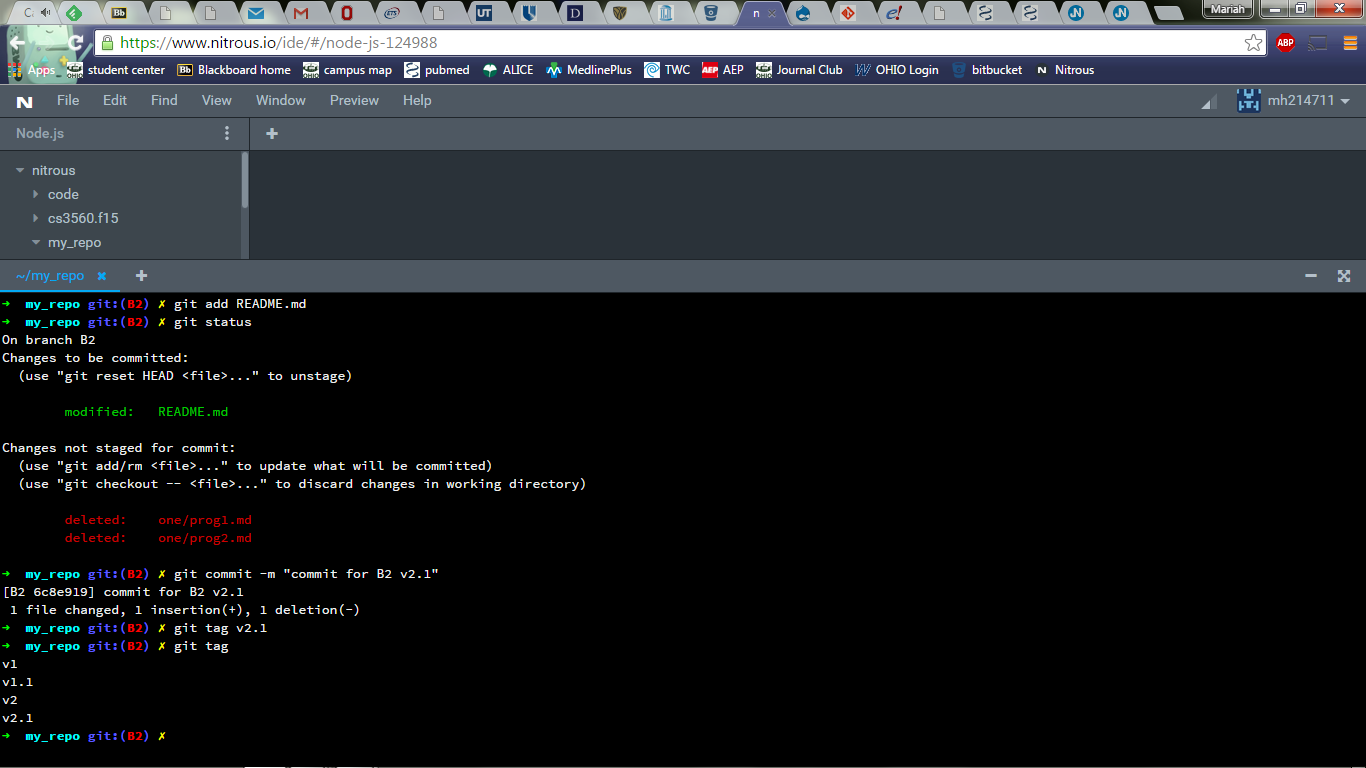 Mariah
https://www.nitrous.io/ide/#/node-js-124988
ABP
Apps student center Bb Blackboard home campus map pubmed ALICE MedlinePlus TWC AEP AEP Journal Club OHIO Login bitbucket N Nitrous
N File Edit Find View Window Preview Help mh214711
Node.js +
nitrous
code
cs3560.f15
my_repo
~/my_repo × +
➜ my_repo git:(B2) ✗ git add README.md
➜ my_repo git:(B2) ✗ git status
On branch B2
Changes to be committed:
(use "git reset HEAD <file>..." to unstage)
modified: README.md
Changes not staged for commit:
(use "git add/rm <file>..." to update what will be committed)
(use "git checkout -- <file>..." to discard changes in working directory)
deleted: one/prog1.md
deleted: one/prog2.md
➜ my_repo git:(B2) ✗ git commit -m "commit for B2 v2.1"
[B2 6c8e919] commit for B2 v2.1
1 file changed, 1 insertion(+), 1 deletion(-)
➜ my_repo git:(B2) ✗ git tag v2.1
➜ my_repo git:(B2) ✗ git tag
v1
v1.1
v2
v2.1
➜ my_repo git:(B2) ✗